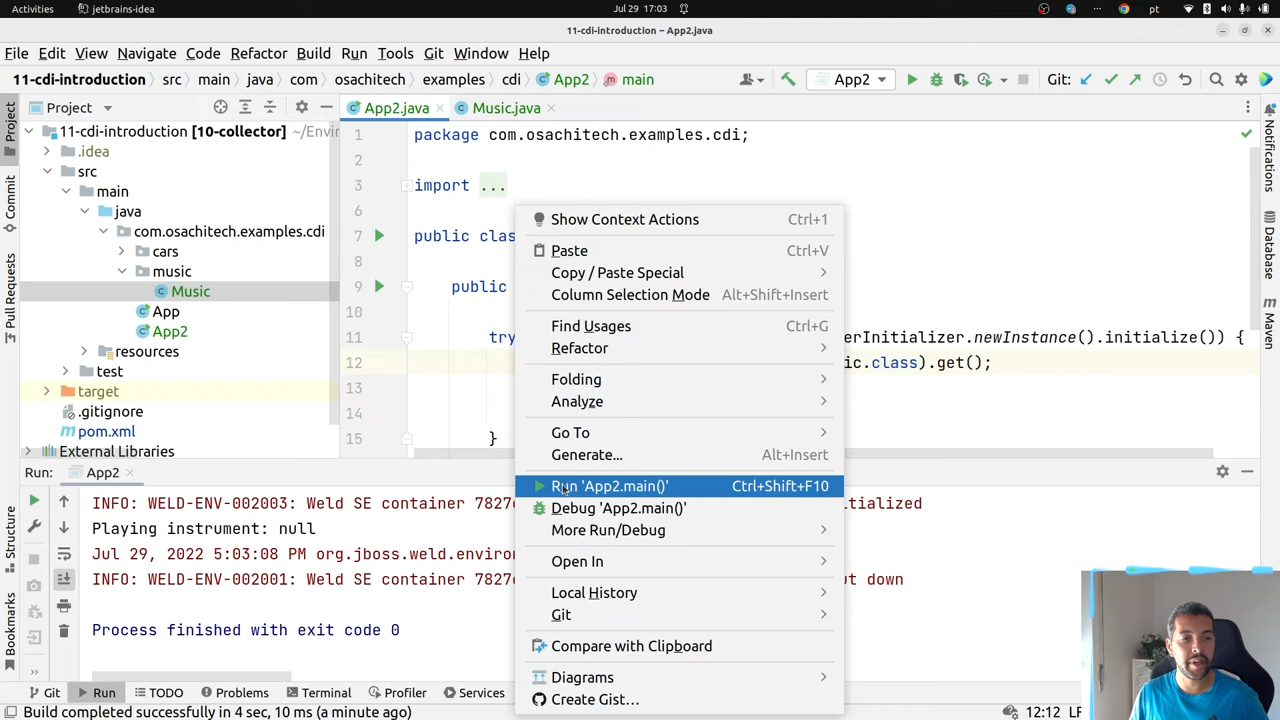 Activities jetbrains-idea Jul 29 17:03 pt
11-cdi-introduction – App2.java
File Edit View Navigate Code Refactor Build Run Tools Git Window Help
11-cdi-introduction src main java com osachitech examples cdi App2 main App2 Git:
Project App2.java Music.java
Project
Commit
Pull Requests
Structure
Bookmarks
Notifications
Maven
11-cdi-introduction [10-collector]
.idea
src
main
java
com.osachitech.examples.cdi
cars
music
Music
App
App2
resources
test
target
.gitignore
pom.xml
External Libraries
1 package com.osachitech.examples.cdi;
2
3 import ...
6
7 public clas
8
9 public
10
11 try erInitializer.newInstance().initialize()) {
12 ic.class).get();
13
14
15 }
Show Context Actions Ctrl+1
Paste Ctrl+V
Copy / Paste Special
Column Selection Mode Alt+Shift+Insert
Find Usages Ctrl+G
Refactor
Folding
Analyze
Go To
Generate... Alt+Insert
Run 'App2.main()' Ctrl+Shift+F10
Debug 'App2.main()'
More Run/Debug
Open In
Local History
Git
Compare with Clipboard
Diagrams
Create Gist...
Run: App2
INFO: WELD-ENV-002003: Weld SE container 7827 itialized
Playing instrument: null
Jul 29, 2022 5:03:08 PM org.jboss.weld.enviro
INFO: WELD-ENV-002001: Weld SE container 7827 ut down
Process finished with exit code 0
Git Run TODO Problems Terminal Profiler Services
Build completed successfully in 4 sec, 10 ms (a minute ago) 12:12 LF